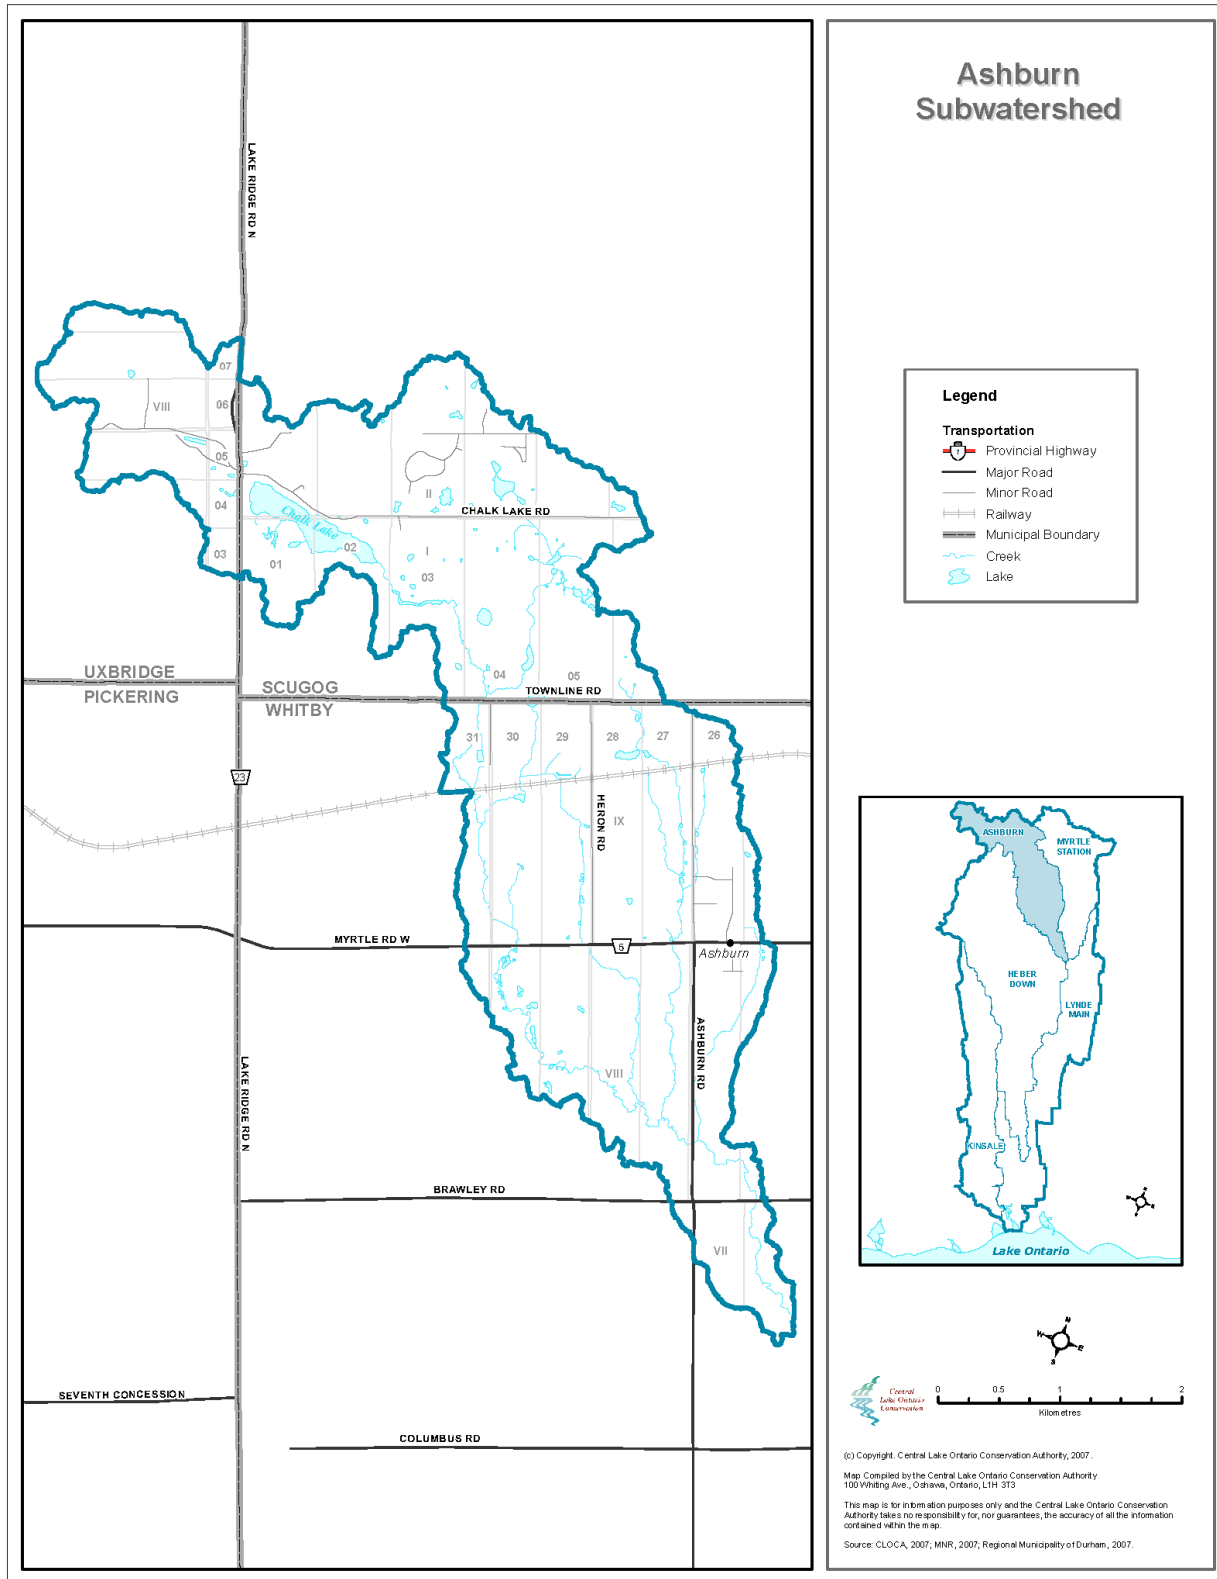 Ashburn
Subwatershed
LAKE RIDGE RD N
07
VIII
06
05
04
03
01
02
Chalk Lake
II
CHALK LAKE RD
I
03
04
05
UXBRIDGE
PICKERING
SCUGOG
WHITBY
TOWNLINE RD
31
30
29
28
27
26
23
HERON RD
IX
MYRTLE RD W
5
Ashburn
ASHBURN RD
LAKE RIDGE RD N
VIII
BRAWLEY RD
VII
SEVENTH CONCESSION
COLUMBUS RD
Legend
Transportation
7
Provincial Highway
Major Road
Minor Road
Railway
Municipal Boundary
Creek
Lake
ASHBURN
MYRTLE
STATION
HEBER
DOWN
LYNDE
MAIN
KINSALE
Lake Ontario
N
W
E
S
Central
Lake Ontario
Conservation
0 0.5 1 2
Kilometres
(c) Copyright. Central Lake Ontario Conservation Authority, 2007.
Map Compiled by the Central Lake Ontario Conservation Authority
100 Whiting Ave., Oshawa, Ontario, L1H 3T3
This map is for information purposes only and the Central Lake Ontario Conservation
Authority takes no responsibility for, nor guarantees, the accuracy of all the information
contained within the map.
Source: CLOCA, 2007; MNR, 2007; Regional Municipality of Durham, 2007.